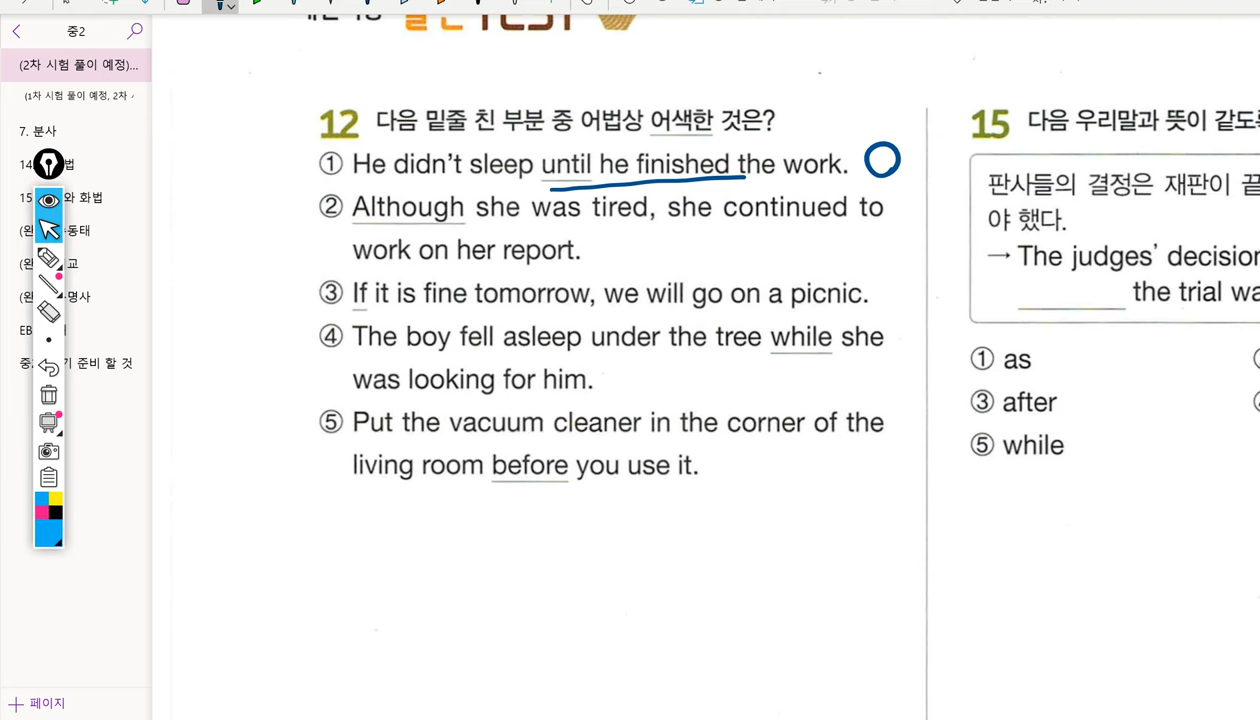 중2
(2차 시험 풀이 예정)...
(1차 시험 풀이 예정, 2차
7. 분사
12 다음 밑줄 친 부분 중 어법상 어색한 것은?
① He didn't sleep until he finished the work.
② Although she was tired, she continued to
work on her report.
③ If it is fine tomorrow, we will go on a picnic.
④ The boy fell asleep under the tree while she
was looking for him.
⑤ Put the vacuum cleaner in the corner of the
living room before you use it.
15 다음 우리말과 뜻이 같도록
판사들의 결정은 재판이 끝
야 했다.
→ The judges' decision
________ the trial wa
① as
③ after
⑤ while
14
법
15
와 화법
(완
동태
(완
교
(완
명사
EB
중2
기 준비 할 것
페이지